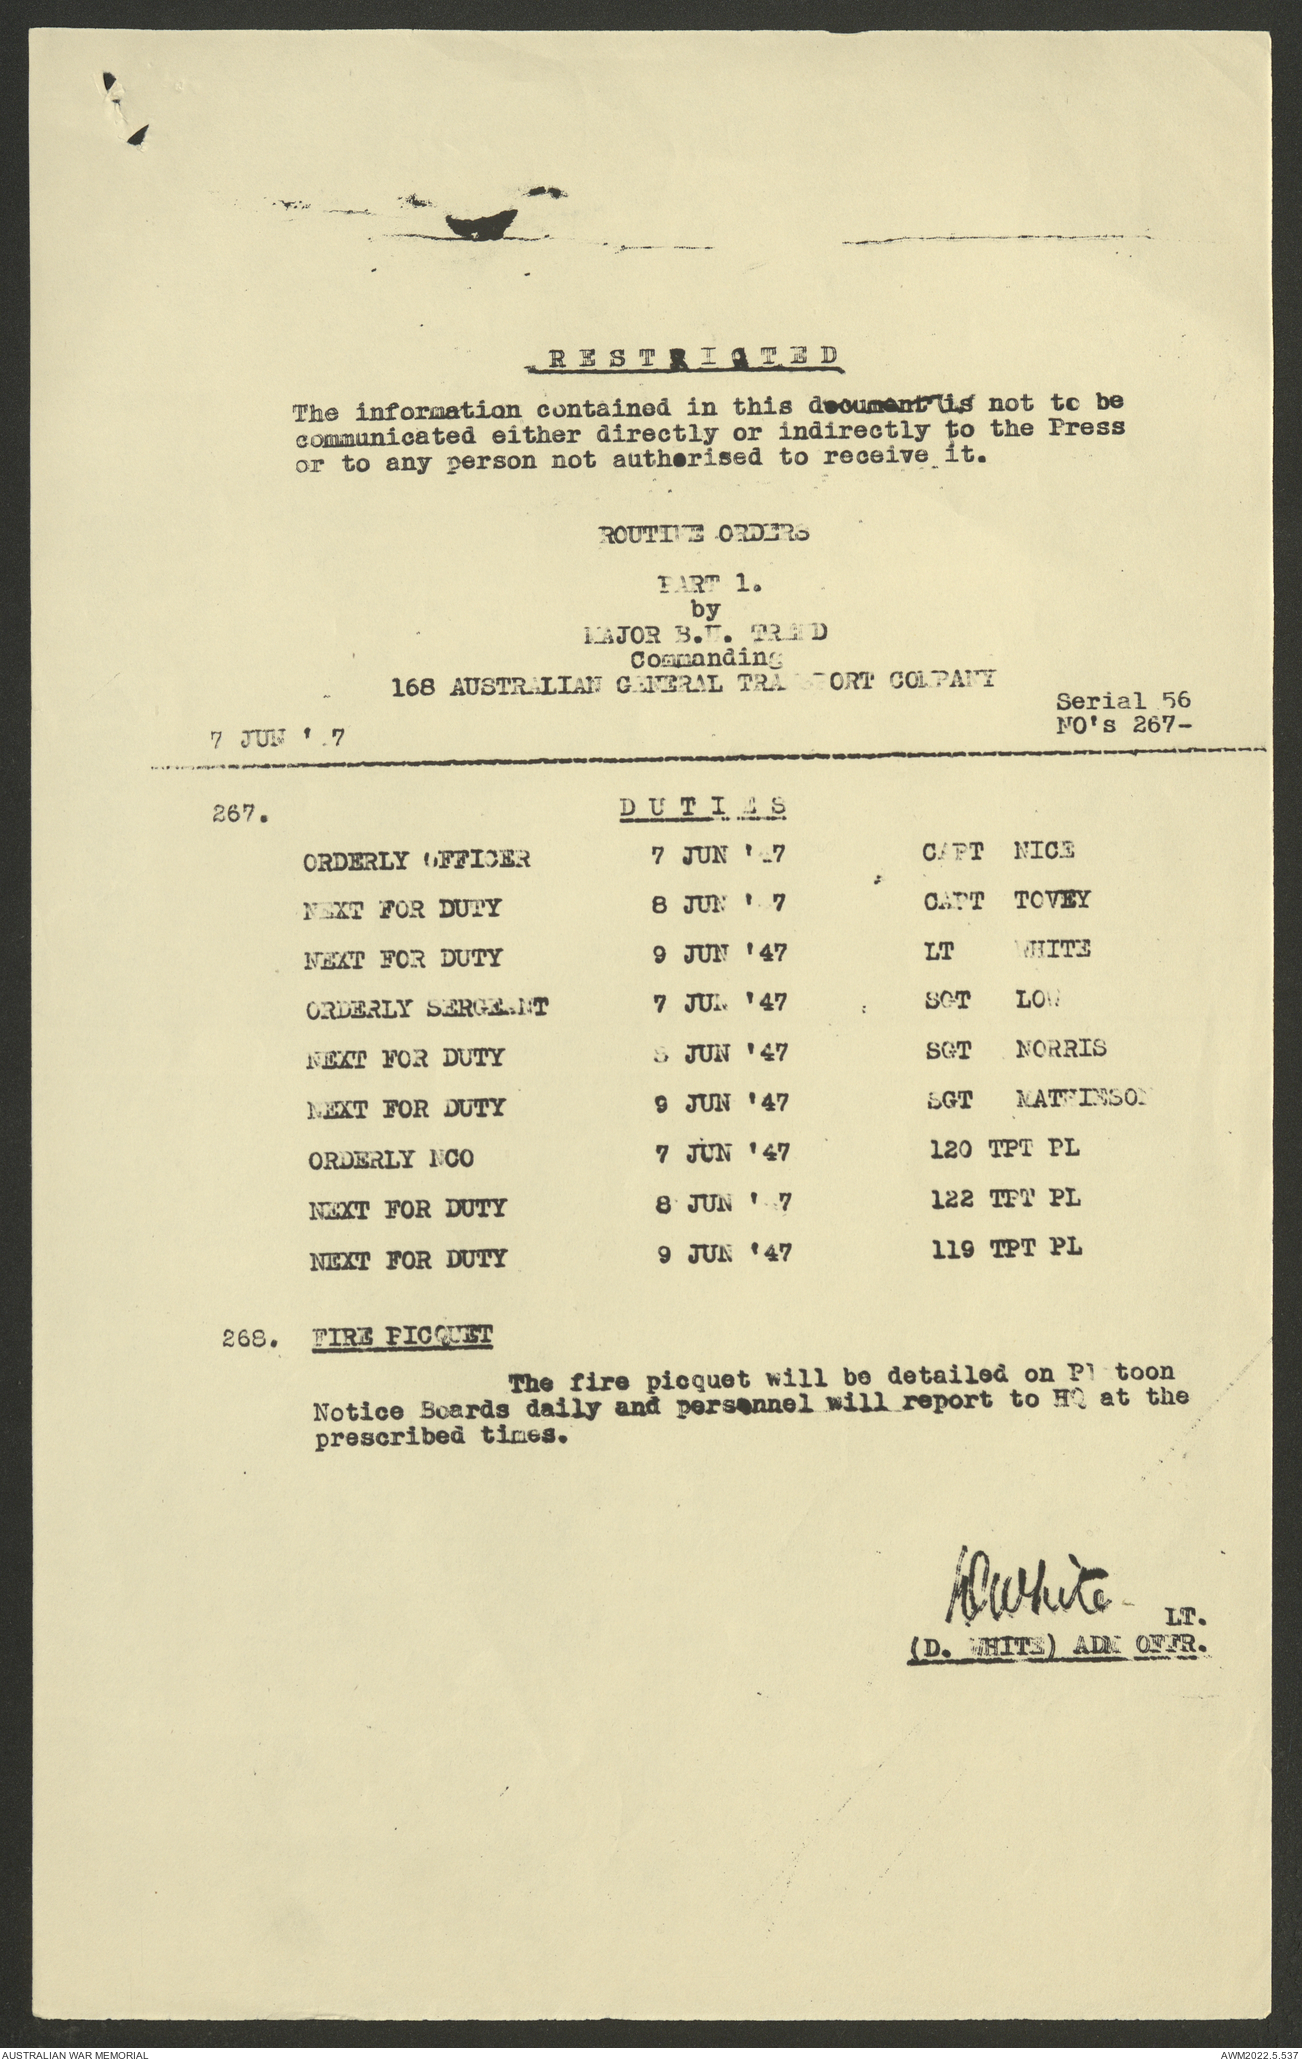 RESTRICTED
The information contained in this document is not to be
communicated either directly or indirectly to the Press
or to any person not authorised to receive it.
ROUTINE ORDERS
PART 1.
by
MAJOR B.H. TREND
Commanding
168 AUSTRALIAN GENERAL TRANSPORT COMPANY
Serial 56
NO's 267-
7 JUN '47
267. DUTIES
ORDERLY OFFICER 7 JUN '47 CAPT NICE
NEXT FOR DUTY 8 JUN '47 CAPT TOVEY
NEXT FOR DUTY 9 JUN '47 LT WHITE
ORDERLY SERGEANT 7 JUN '47 SGT LOW
NEXT FOR DUTY 8 JUN '47 SGT NORRIS
NEXT FOR DUTY 9 JUN '47 SGT
ORDERLY NCO 7 JUN '47 120 TPT PL
NEXT FOR DUTY 8 JUN '47 122 TPT PL
NEXT FOR DUTY 9 JUN '47 119 TPT PL
268. FIRE PICQUET
The fire picquet will be detailed on Platoon
Notice Boards daily and personnel will report to HQ at the
prescribed times.
DWhite LT.
(D. WHITE) ADM OFFR.
AUSTRALIAN WAR MEMORIAL AWM2022.5.537